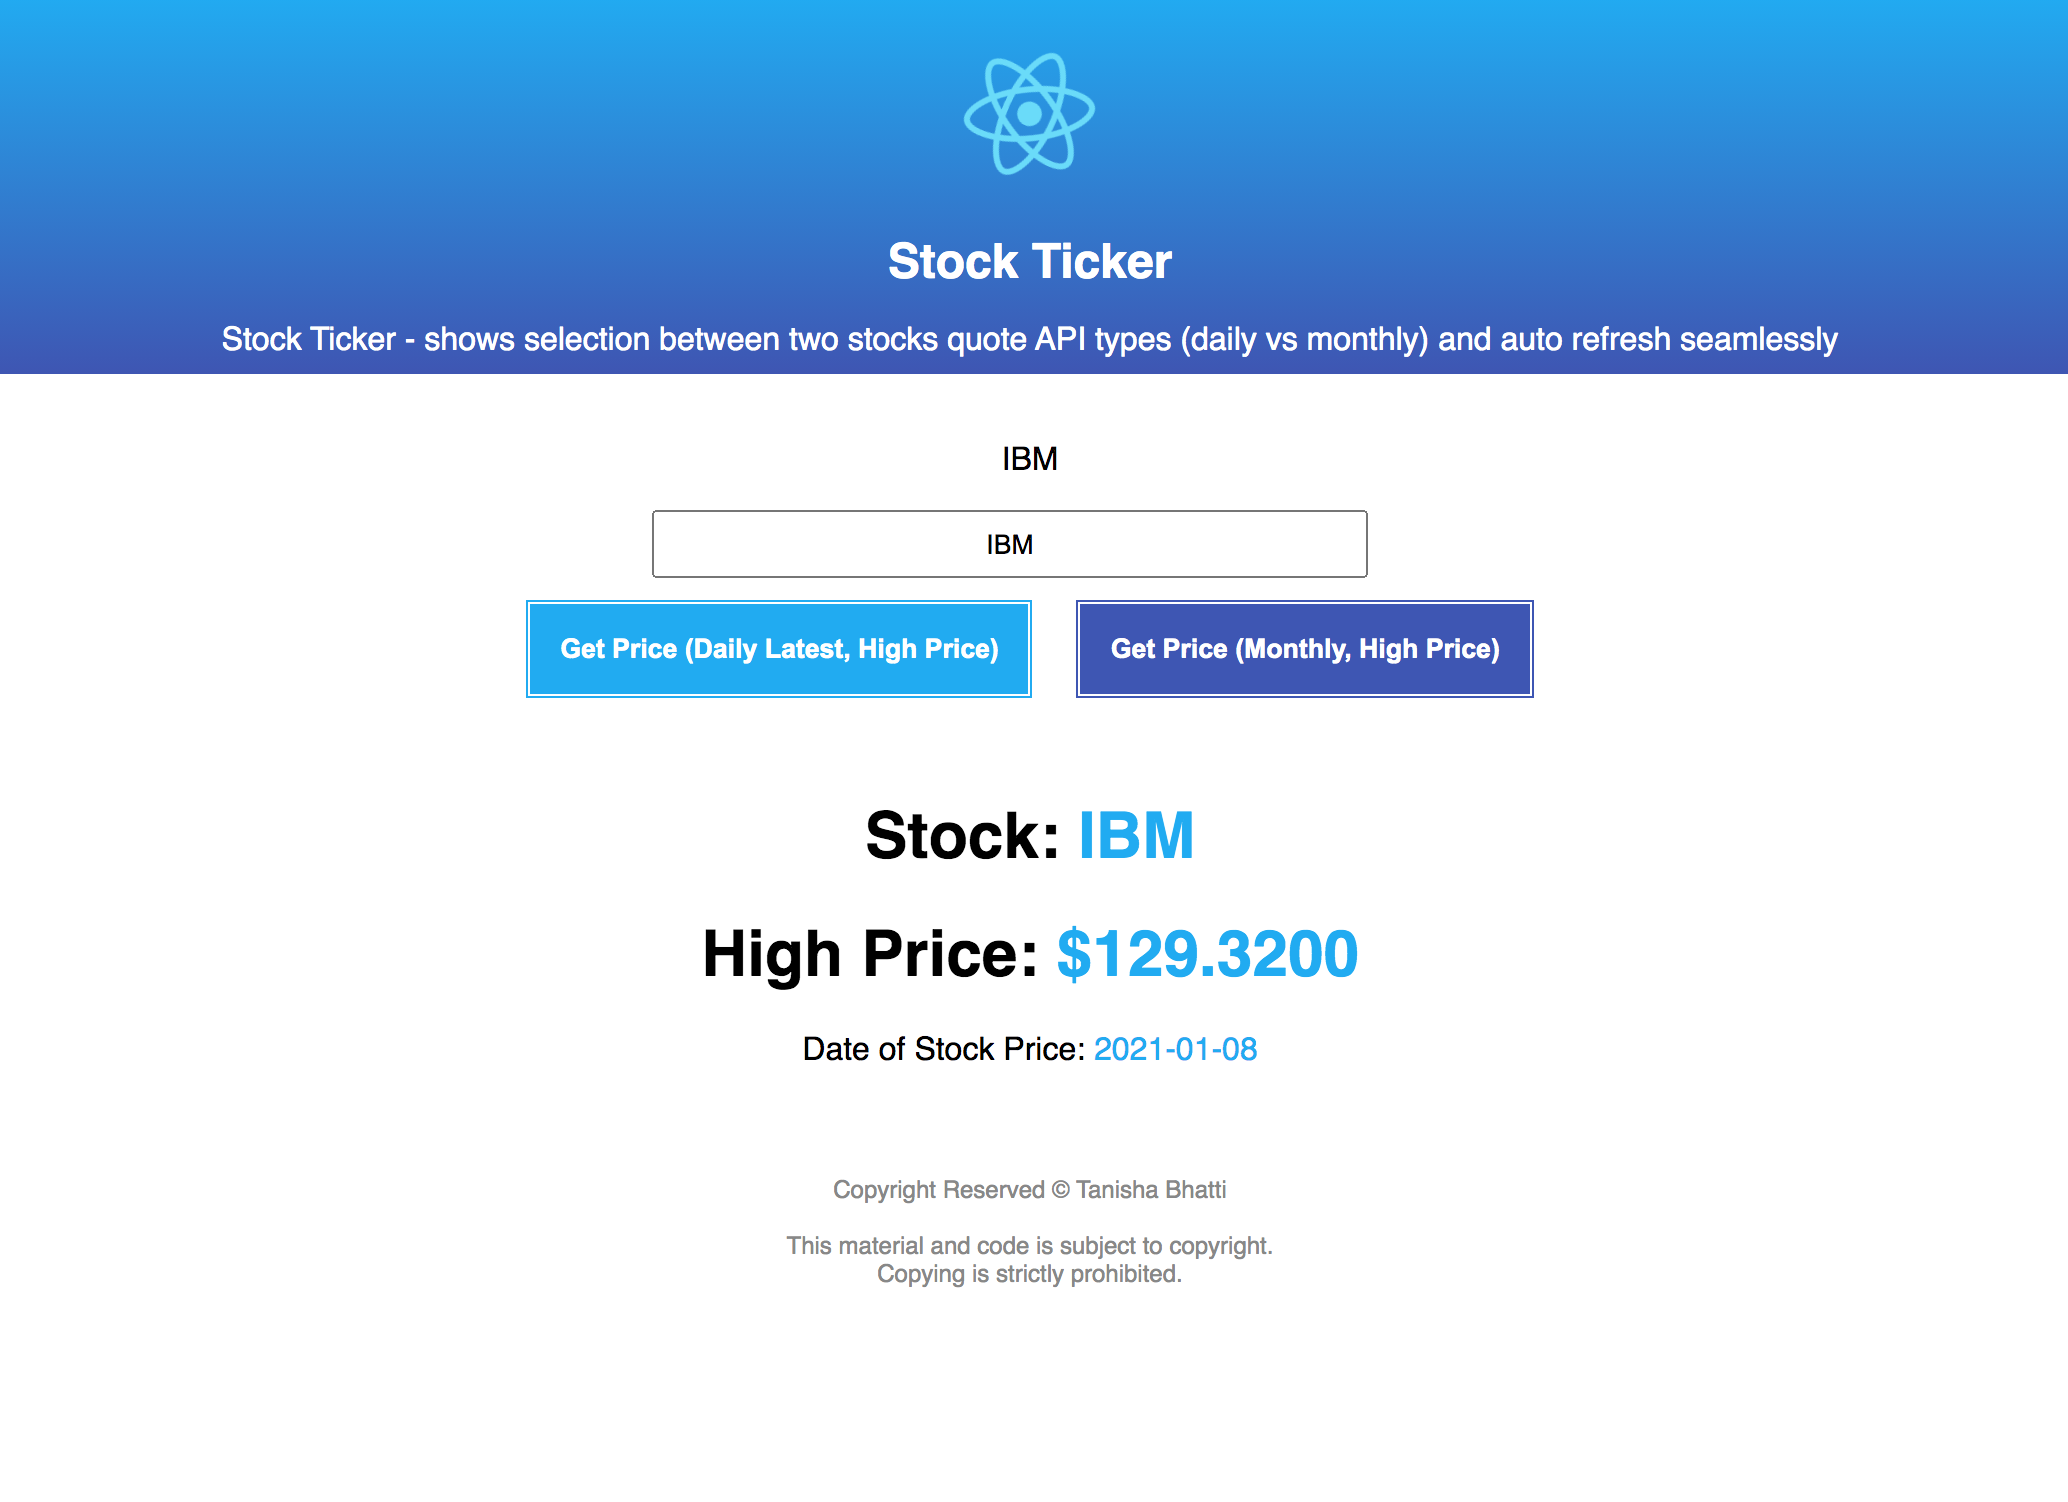 Stock Ticker
Stock Ticker - shows selection between two stocks quote API types (daily vs monthly) and auto refresh seamlessly
IBM
IBM
Get Price (Daily Latest, High Price)
Get Price (Monthly, High Price)
Stock: IBM
High Price: $129.3200
Date of Stock Price: 2021-01-08
Copyright Reserved © Tanisha Bhatti
This material and code is subject to copyright.
Copying is strictly prohibited.